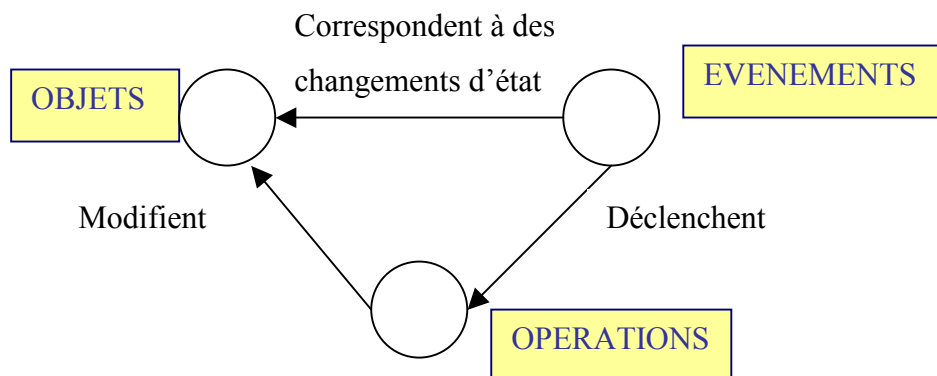 Correspondent à des
changements d'état
OBJETS
EVENEMENTS
Modifient
Déclenchent
OPERATIONS